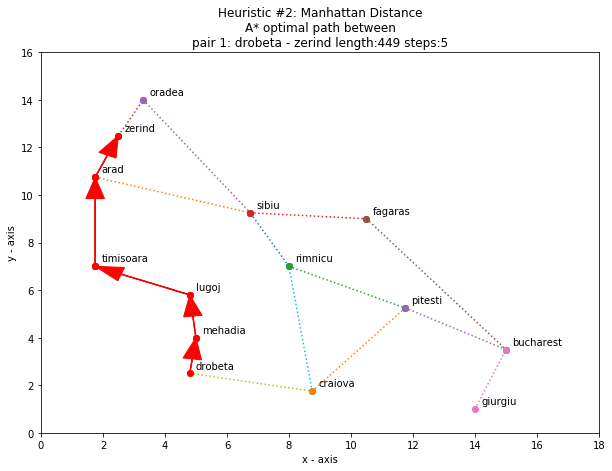 Heuristic #2: Manhattan Distance
A* optimal path between
pair 1: drobeta - zerind length:449 steps:5
y - axis
16
14
12
10
8
6
4
2
0
oradea
zerind
arad
sibiu
fagaras
timisoara
rimnicu
lugoj
pitesti
mehadia
bucharest
drobeta
craiova
giurgiu
0 2 4 6 8 10 12 14 16 18
x - axis